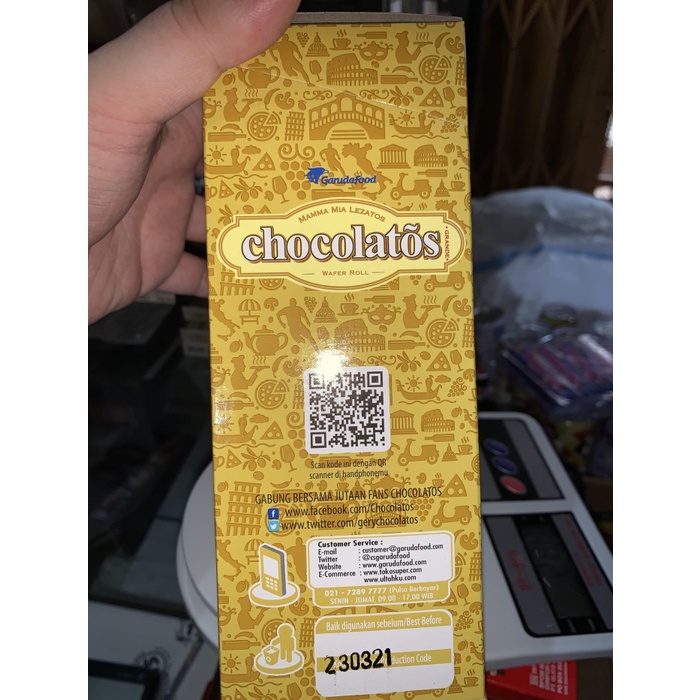 Garudafood
MAMMA MIA LEZATOS
chocolatõs
GRANDE
WAFER ROLL
Scan kode ini dengan QR
scanner di handphonemu
GABUNG BERSAMA JUTAAN FANS CHOCOLATOS
www.facebook.com/Chocolatos
www.twitter.com/gerychocolatos
Customer Service :
E-mail : customer@garudafood.com
Twitter : @csgarudafood
Website : www.garudafood.com
E-Commerce : www.tokosuper.com
www.ultahku.com
021 - 7289 7777 (Pulsa Berbayar)
SENIN - JUMAT, 09.00 - 17.00 WIB
Baik digunakan sebelum/Best Before
230321
Code